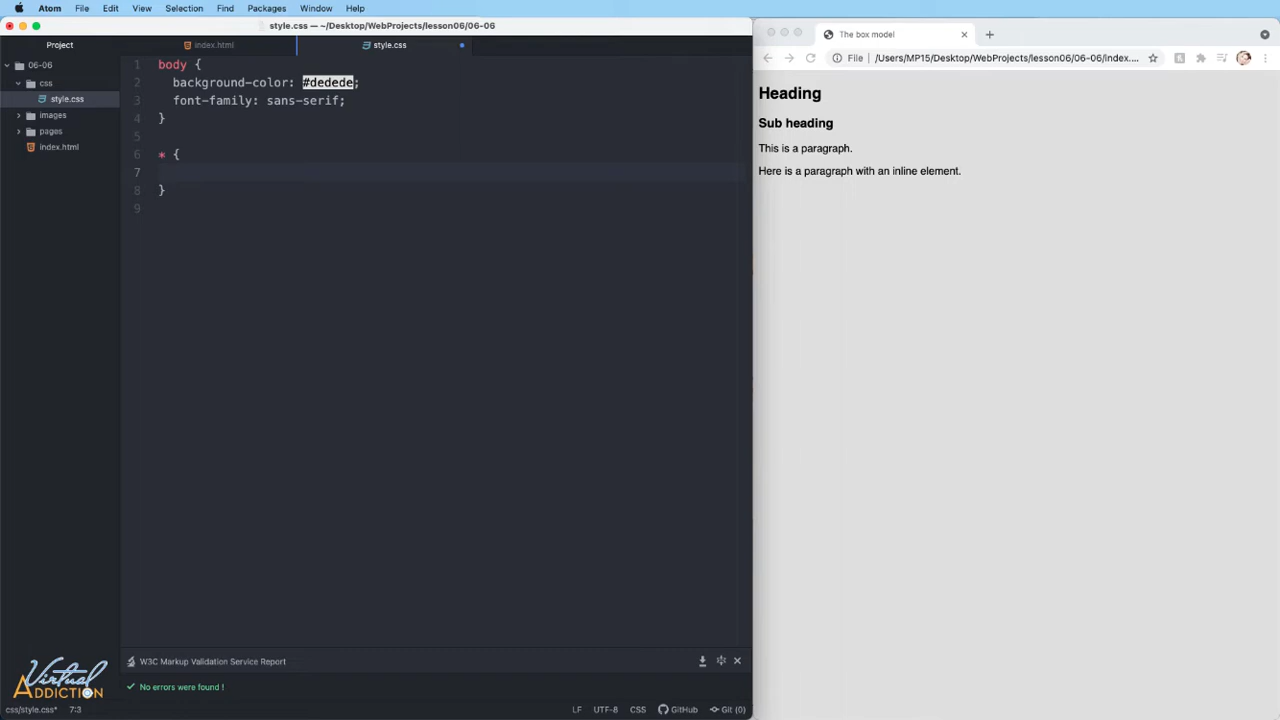 Atom File Edit View Selection Find Packages Window Help
style.css — ~/Desktop/WebProjects/lesson06/06-06
Project
index.html
style.css
06-06
css
style.css
images
pages
index.html
1 body {
2 background-color: #dedede;
3 font-family: sans-serif;
4 }
5
6 * {
7
8 }
9
W3C Markup Validation Service Report
No errors were found !
Virtual
ADDICTION
css/style.css* 7:3
LF UTF-8 CSS GitHub Git (0)
The box model
File /Users/MP15/Desktop/WebProjects/lesson06/06-06/index....
Heading
Sub heading
This is a paragraph.
Here is a paragraph with an inline element.